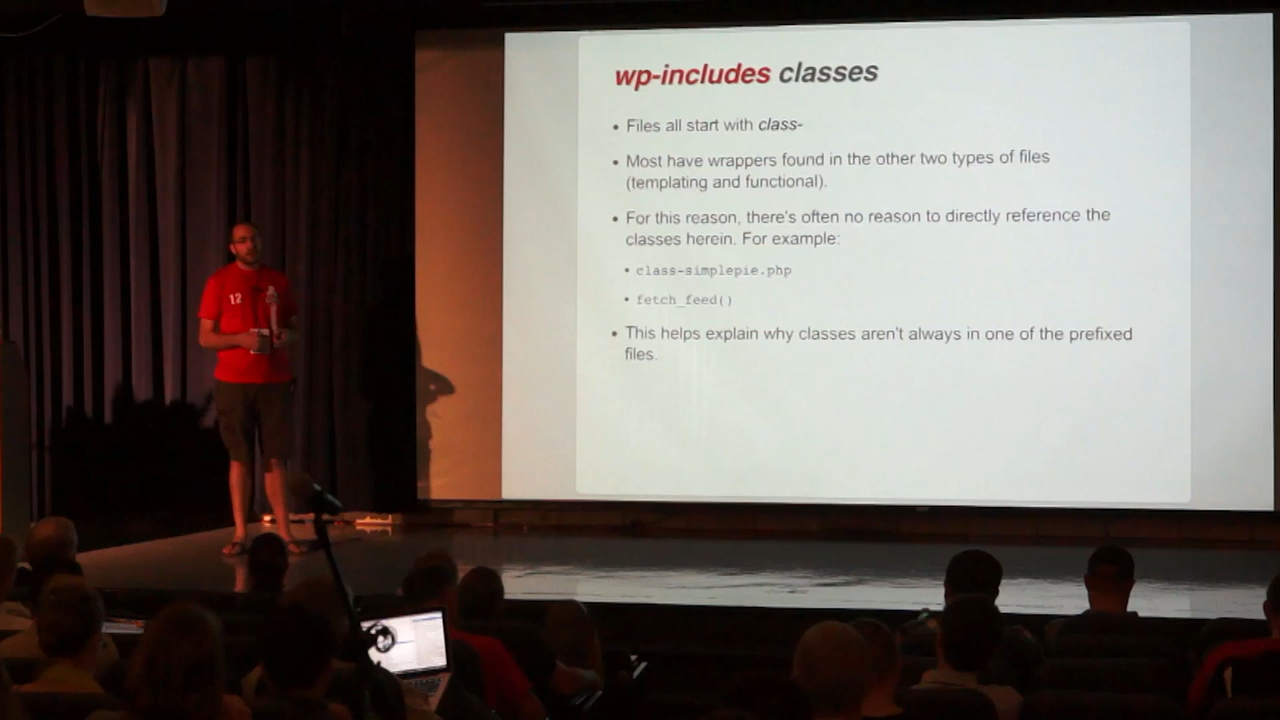 wp-includes classes
• Files all start with class-
• Most have wrappers found in the other two types of files
(templating and functional).
• For this reason, there's often no reason to directly reference the
classes herein. For example:
• class-simplepie.php
• fetch_feed()
• This helps explain why classes aren't always in one of the prefixed
files.
12